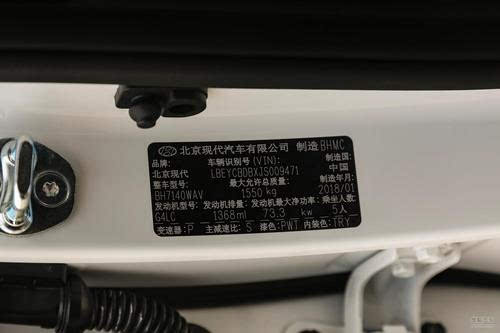 北京现代汽车有限公司 制造 BHMC
品牌: 车辆识别号(VIN): 制造国:
北京现代 LBEYCBDBXJS009471 中国
整车型号: 最大允许总质量: 制造年月:
BH7140WAV 1550 kg 2018/01
发动机型号: 发动机排量: 发动机最大净功率: 乘坐人数:
G4LC 1368ml 73.3 kw 5人
变速器: P 主减速比: S 漆色: PWT 内装色: TRY